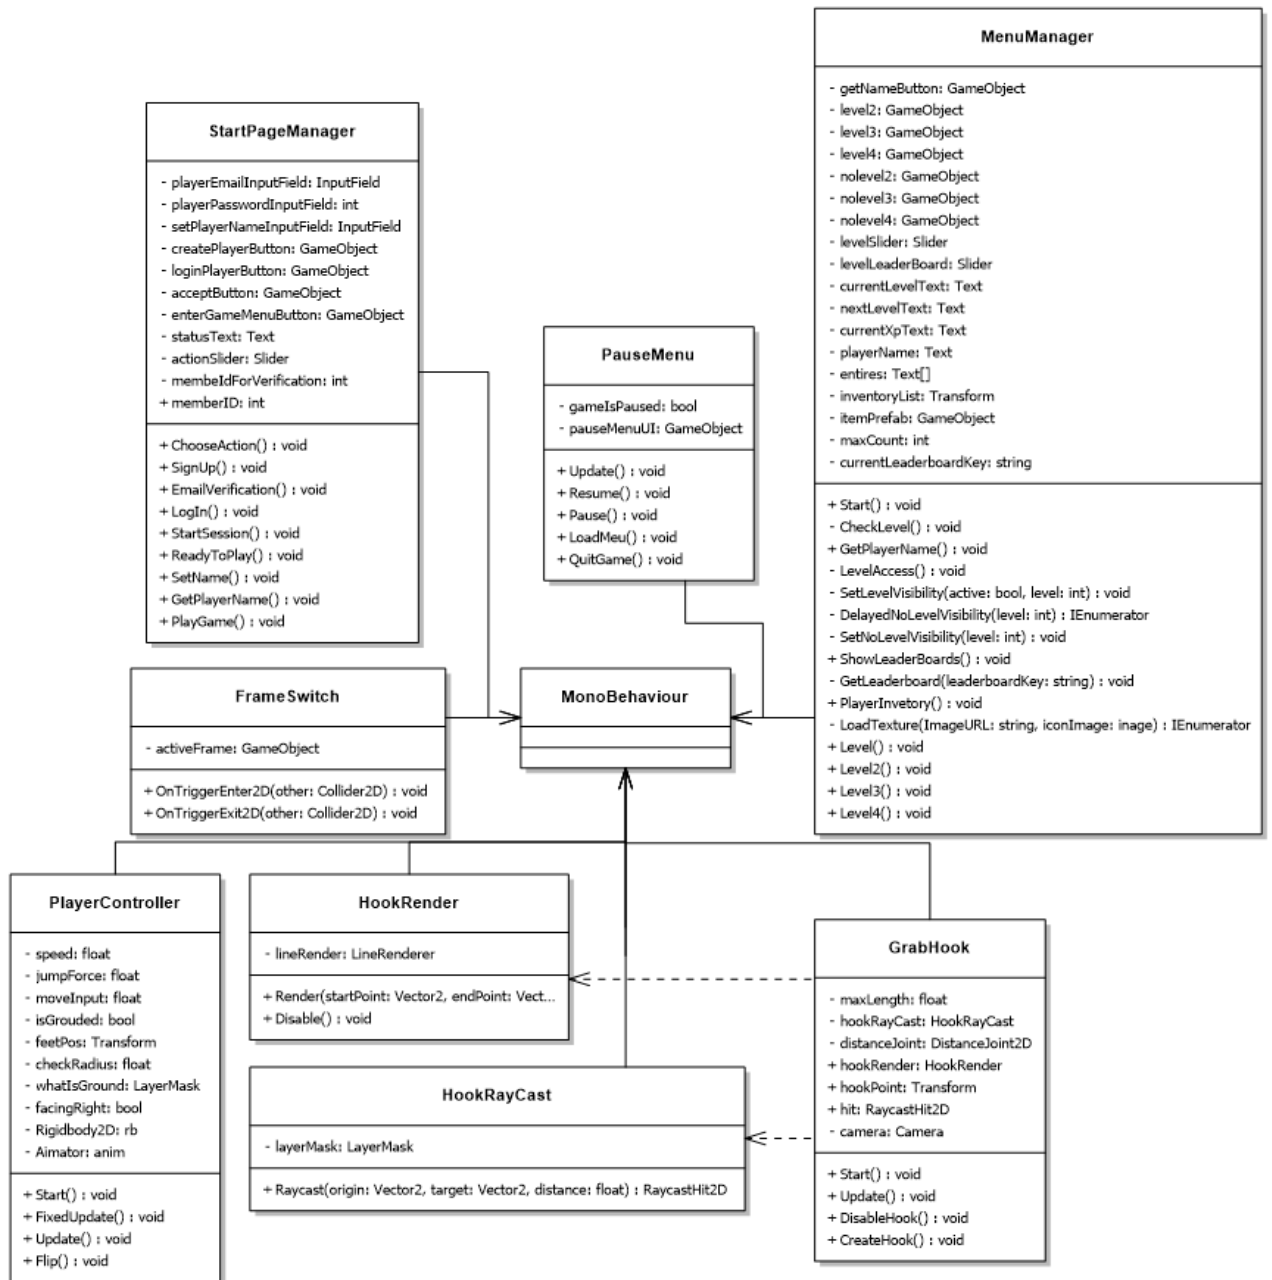 MenuManager
- getNameButton: GameObject
- level2: GameObject
- level3: GameObject
- level4: GameObject
- nolevel2: GameObject
- nolevel3: GameObject
- nolevel4: GameObject
- levelSlider: Slider
- levelLeaderBoard: Slider
- currentLevelText: Text
- nextLevelText: Text
- currentXpText: Text
- playerName: Text
- entires: Text[]
- inventoryList: Transform
- itemPrefab: GameObject
- maxCount: int
- currentLeaderboardKey: string
+ Start() : void
- CheckLevel() : void
+ GetPlayerName() : void
- LevelAccess() : void
- SetLevelVisibility(active: bool, level: int) : void
- DelayedNoLevelVisibility(level: int) : IEnumerator
- SetNoLevelVisibility(level: int) : void
+ ShowLeaderBoards() : void
- GetLeaderboard(leaderboardKey: string) : void
+ PlayerInvetory() : void
- LoadTexture(ImageURL: string, iconImage: inage) : IEnumerator
+ Level() : void
+ Level2() : void
+ Level3() : void
+ Level4() : void
StartPageManager
- playerEmailInputField: InputField
- playerPasswordInputField: int
- setPlayerNameInputField: InputField
- createPlayerButton: GameObject
- loginPlayerButton: GameObject
- acceptButton: GameObject
- enterGameMenuButton: GameObject
- statusText: Text
- actionSlider: Slider
- membeIdForVerification: int
+ memberID: int
+ ChooseAction() : void
+ SignUp() : void
+ EmailVerification() : void
+ LogIn() : void
+ StartSession() : void
+ ReadyToPlay() : void
+ SetName() : void
+ GetPlayerName() : void
+ PlayGame() : void
PauseMenu
- gameIsPaused: bool
- pauseMenuUI: GameObject
+ Update() : void
+ Resume() : void
+ Pause() : void
+ LoadMeu() : void
+ QuitGame() : void
FrameSwitch
- activeFrame: GameObject
+ OnTriggerEnter2D(other: Collider2D) : void
+ OnTriggerExit2D(other: Collider2D) : void
MonoBehaviour
PlayerController
- speed: float
- jumpForce: float
- moveInput: float
- isGrouded: bool
- feetPos: Transform
- checkRadius: float
- whatIsGround: LayerMask
- facingRight: bool
- Rigidbody2D: rb
- Aimator: anim
+ Start() : void
+ FixedUpdate() : void
+ Update() : void
+ Flip() : void
HookRender
- lineRender: LineRenderer
+ Render(startPoint: Vector2, endPoint: Vect...
+ Disable() : void
HookRayCast
- layerMask: LayerMask
+ Raycast(origin: Vector2, target: Vector2, distance: float) : RaycastHit2D
GrabHook
- maxLength: float
- hookRayCast: HookRayCast
- distanceJoint: DistanceJoint2D
+ hookRender: HookRender
+ hookPoint: Transform
+ hit: RaycastHit2D
- camera: Camera
+ Start() : void
+ Update() : void
+ DisableHook() : void
+ CreateHook() : void